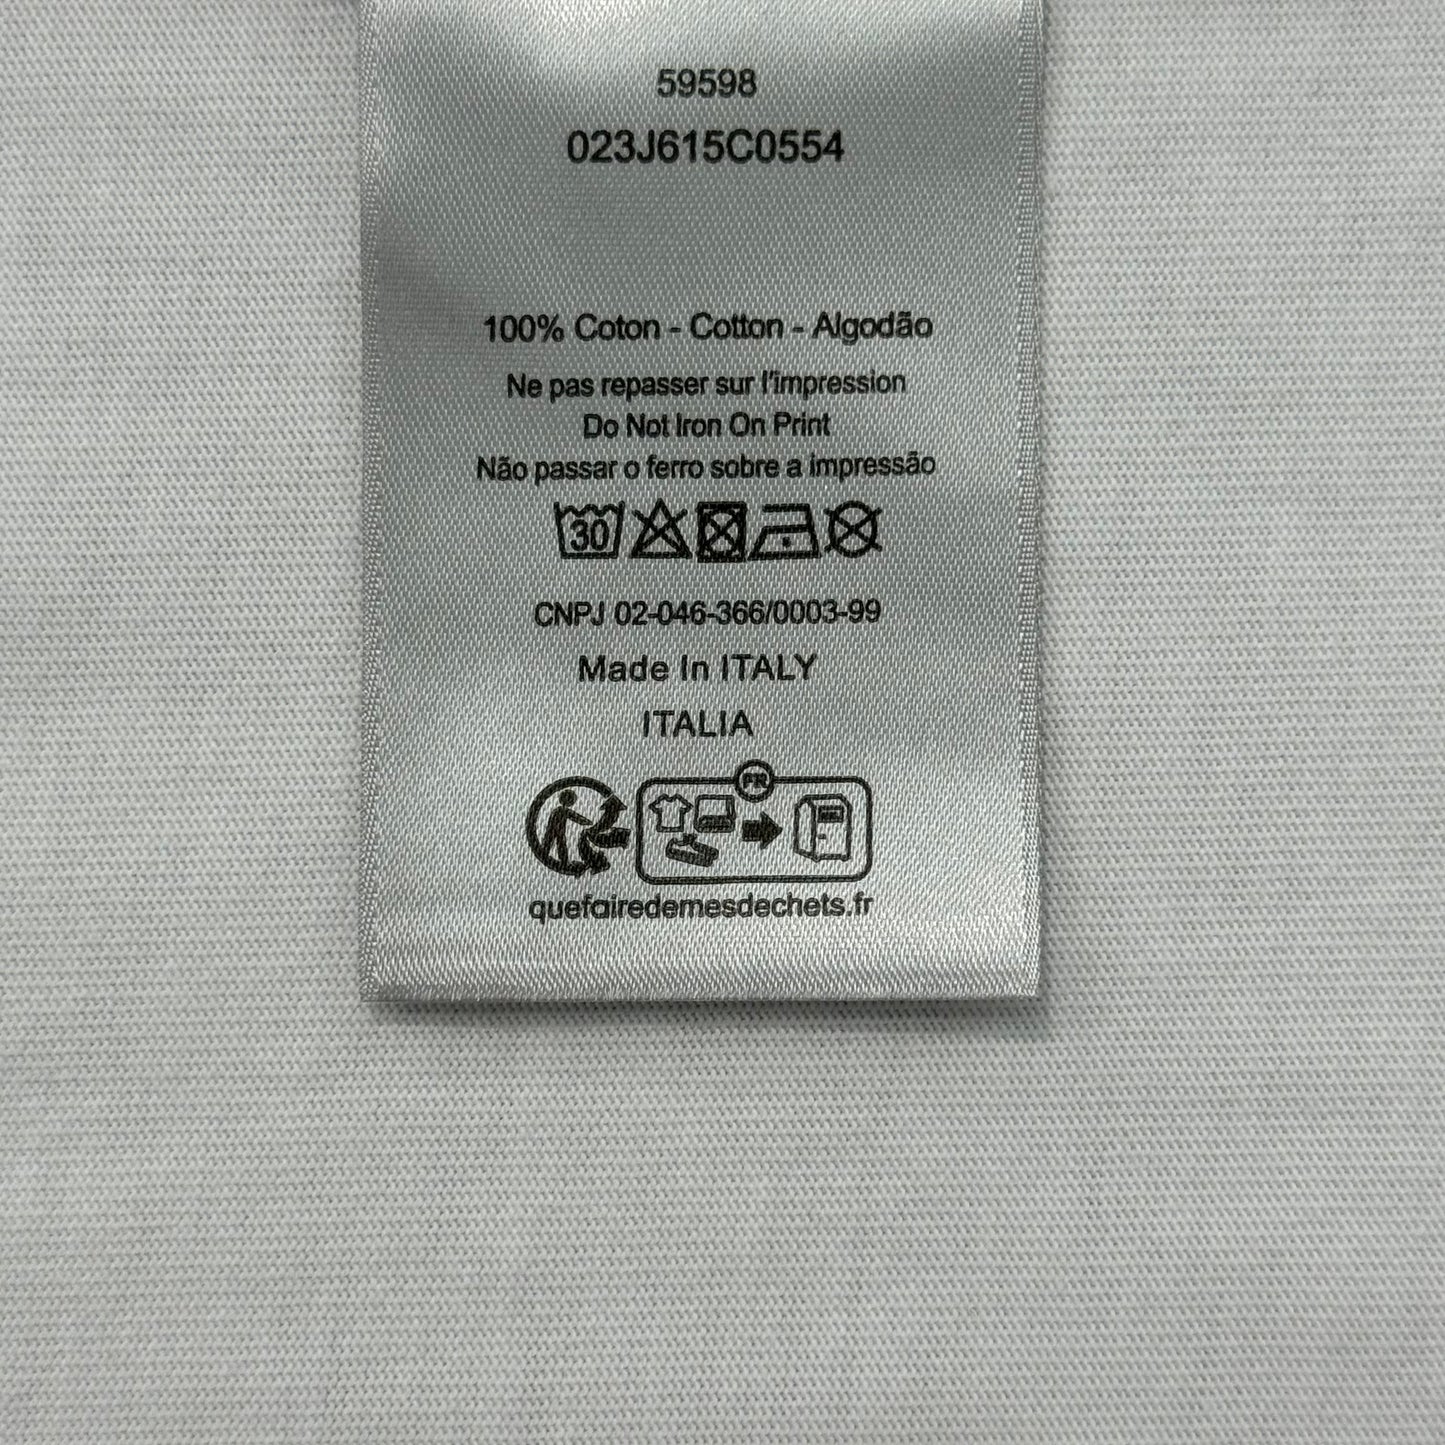 59598
023J615C0554
100% Coton - Cotton - Algodão
Ne pas repasser sur l'impression
Do Not Iron On Print
Não passar o ferro sobre a impressão
30
CNPJ 02-046-366/0003-99
Made In ITALY
ITALIA
FR
quefairedemesdechets.fr